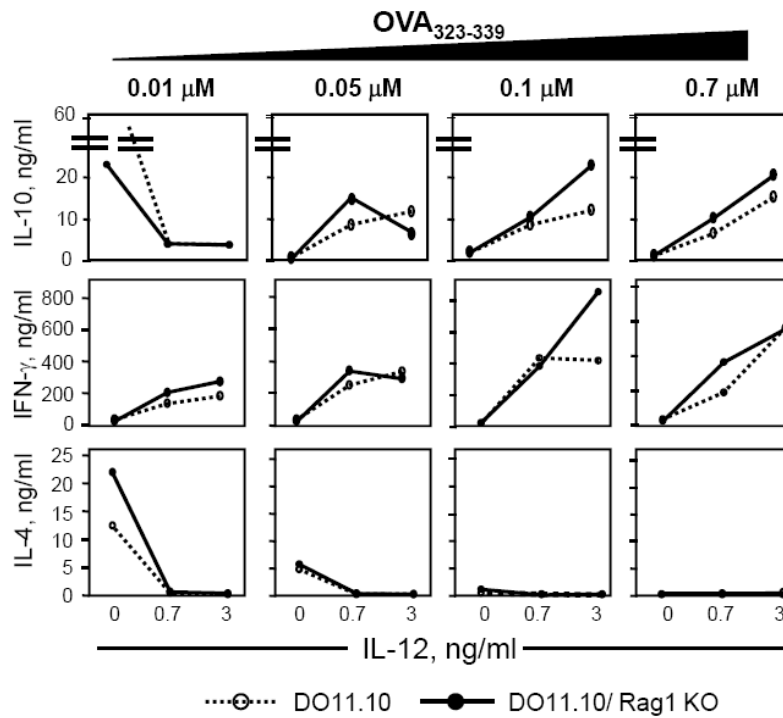 OVA323-339
0.01 μM 0.05 μM 0.1 μM 0.7 μM
IL-10, ng/ml
60
20
10
0
IFN-γ, ng/ml
800
600
400
200
0
IL-4, ng/ml
25
20
15
10
5
0
0 0.7 3 0 0.7 3 0 0.7 3 0 0.7 3
IL-12, ng/ml
DO11.10 DO11.10/ Rag1 KO